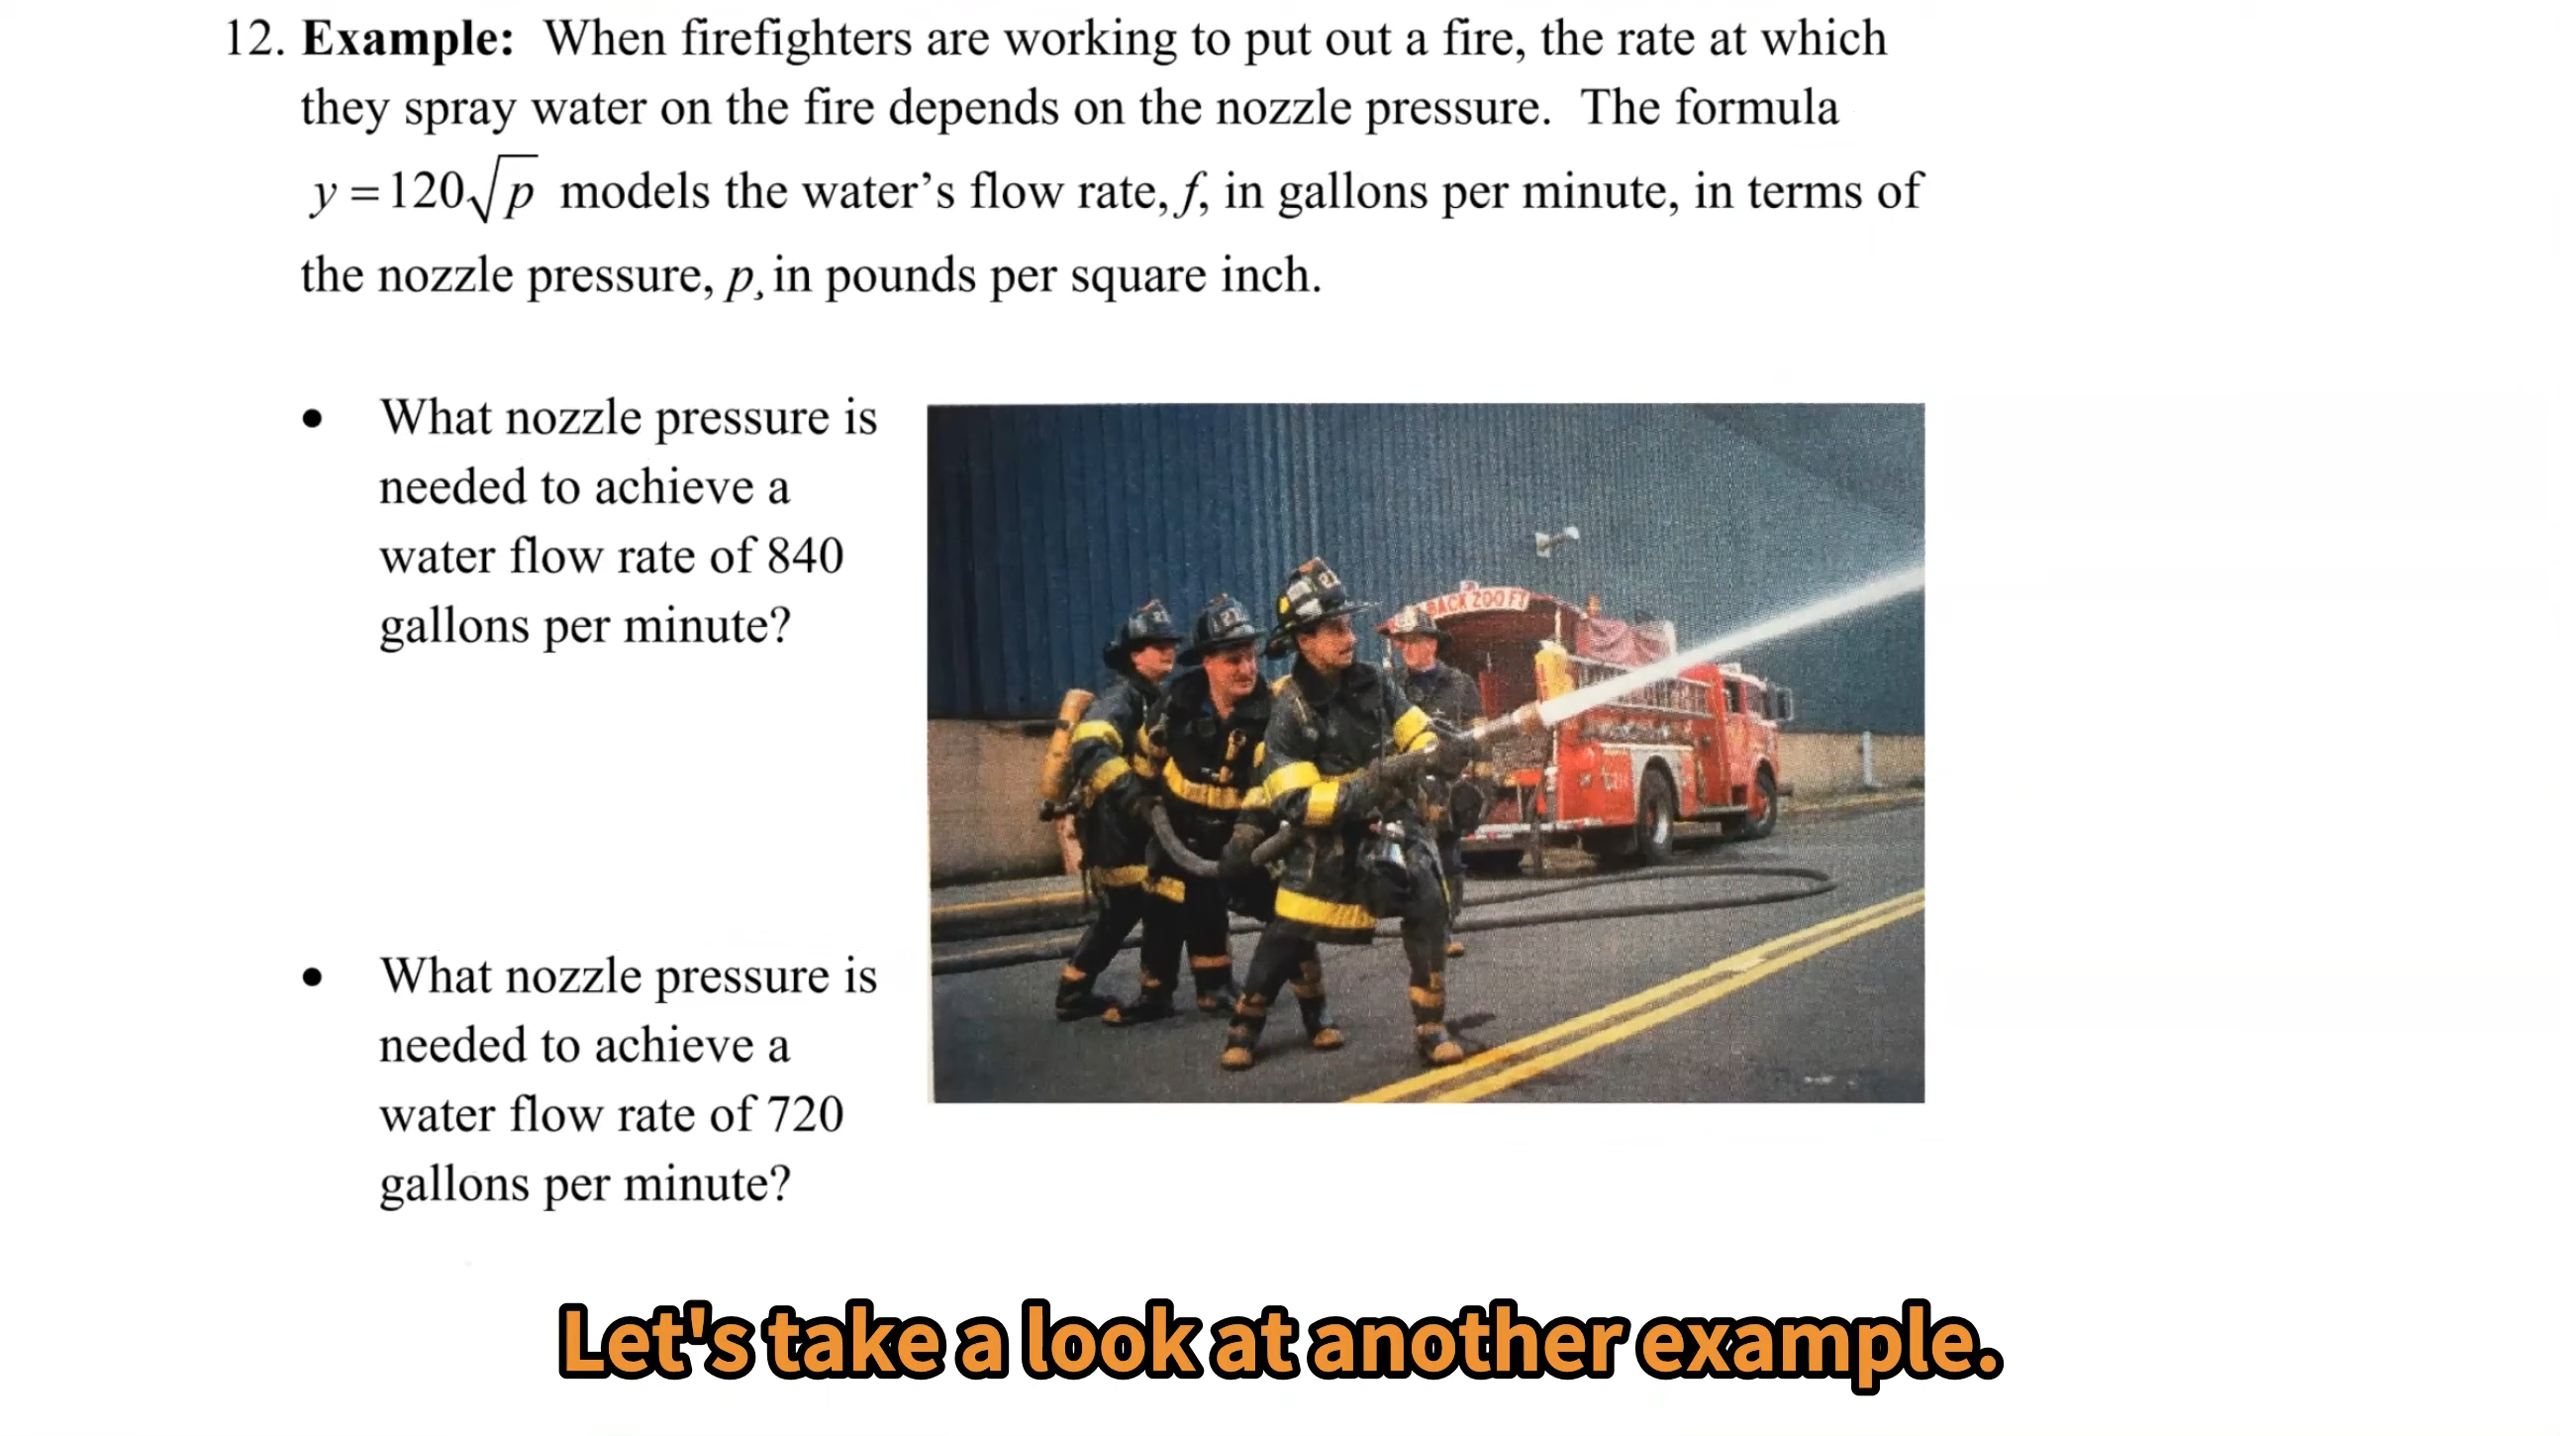 12. Example: When firefighters are working to put out a fire, the rate at which
they spray water on the fire depends on the nozzle pressure. The formula
y = 120√p models the water's flow rate, f, in gallons per minute, in terms of
the nozzle pressure, p, in pounds per square inch.
• What nozzle pressure is
needed to achieve a
water flow rate of 840
gallons per minute?
BACK 200 FT
• What nozzle pressure is
needed to achieve a
water flow rate of 720
gallons per minute?
Let's take a look at another example.